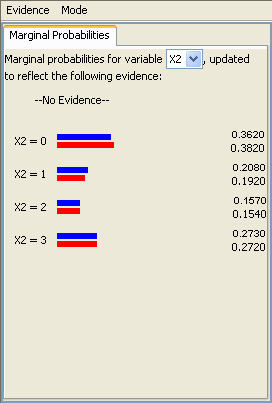 Evidence Mode
Marginal Probabilities
Marginal probabilities for variable X2, updated
to reflect the following evidence:
--No Evidence--
X2 = 0 0.3620
0.3820
X2 = 1 0.2080
0.1920
X2 = 2 0.1570
0.1540
X2 = 3 0.2730
0.2720